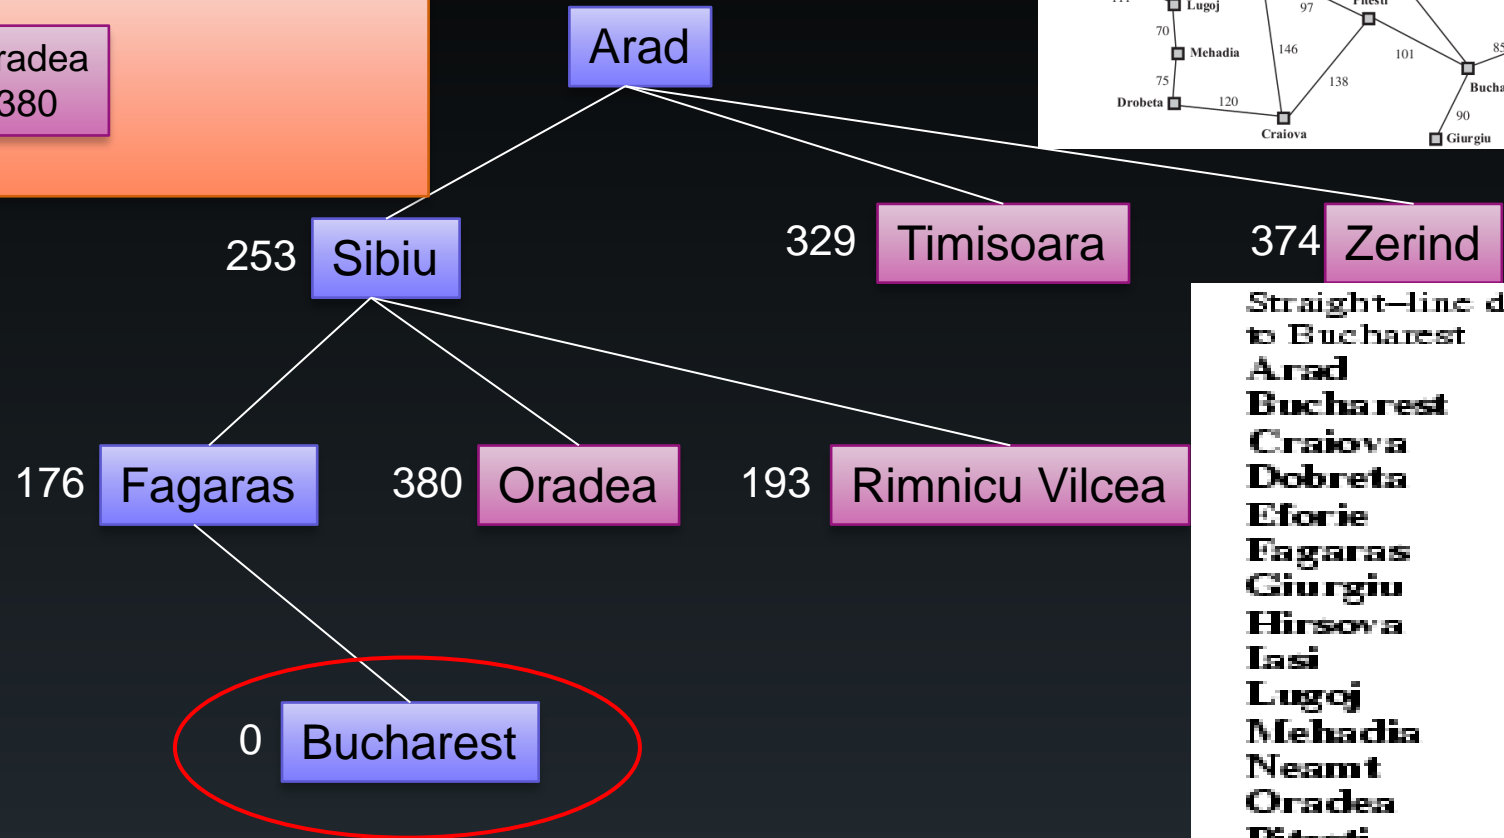 radea
380
Arad
Lugoj
97
70
Mehadia
146
101
75
138
Drobeta
120
90
Craiova
Giurgiu
253
Sibiu
329
Timisoara
374
Zerind
Straight-line
to Bucharest
Arad
Bucharest
Craiova
Dobreta
Eforie
Fagaras
Giurgiu
Hirsova
Iasi
Lugoj
Mehadia
Neamt
Oradea
176
Fagaras
380
Oradea
193
Rimnicu Vilcea
0
Bucharest